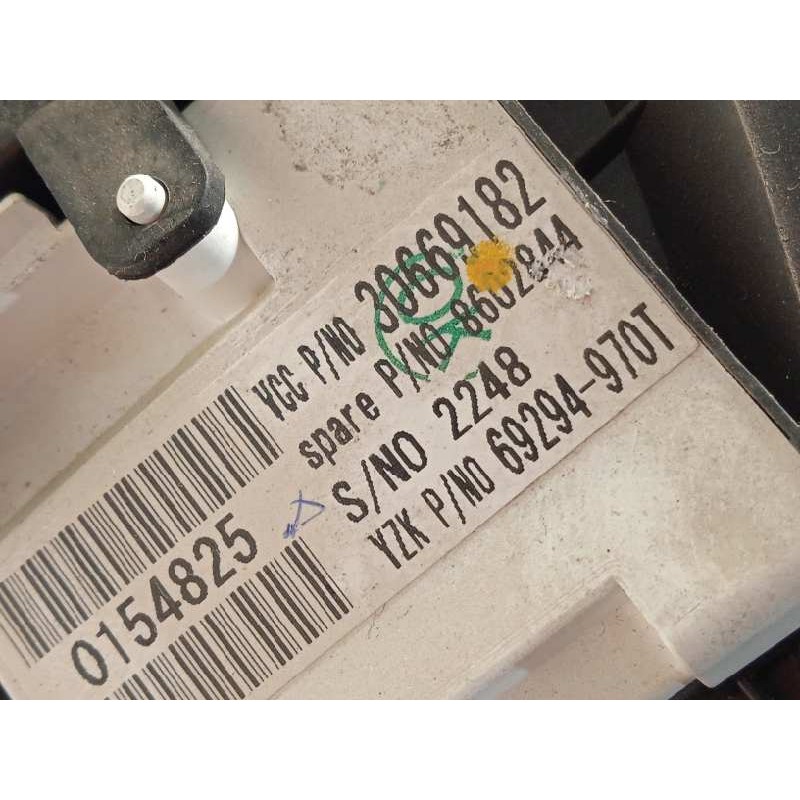 VCC P/NO 30669182
spare P/NO 8602844
S/NO 2248
YZK P/NO 69294-970T
0154825